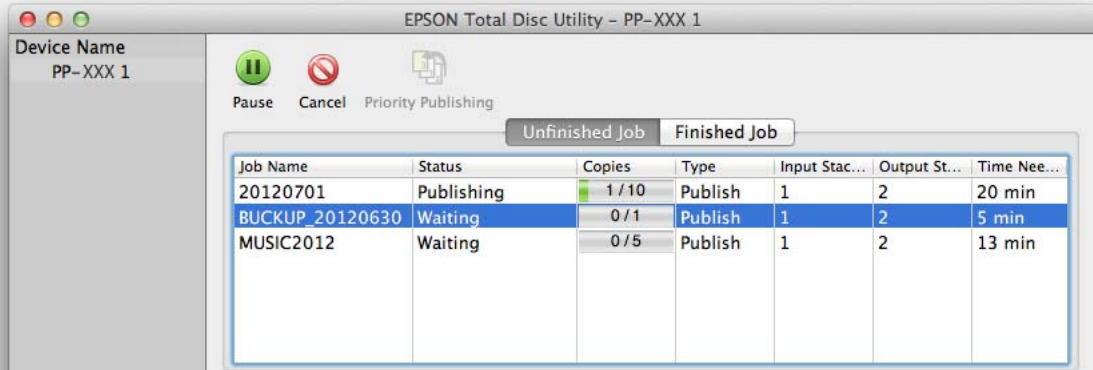 EPSON Total Disc Utility – PP-XXX 1
Device Name
PP-XXX 1
Pause Cancel Priority Publishing
Unfinished Job Finished Job
Job Name Status Copies Type Input Stac... Output St... Time Nee...
20120701 Publishing 1 / 10 Publish 1 2 20 min
BUCKUP_20120630 Waiting 0 / 1 Publish 1 2 5 min
MUSIC2012 Waiting 0 / 5 Publish 1 2 13 min